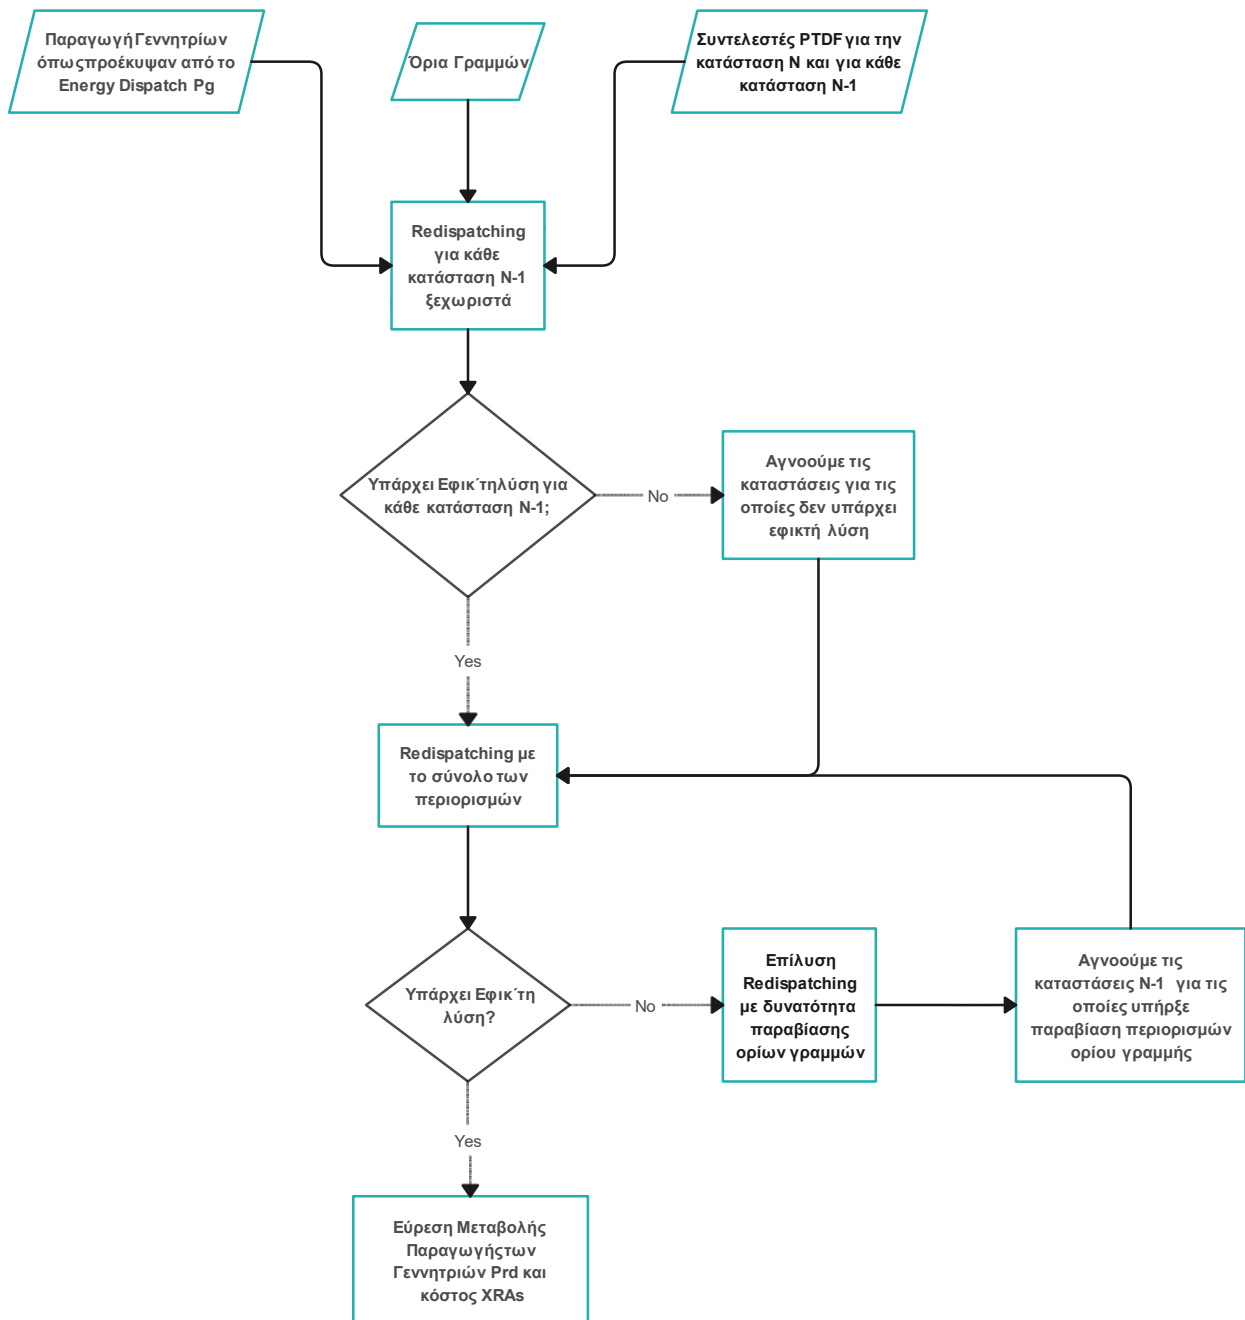 Παραγωγή Γεννητρίων
όπωςπροέκυψαν από το
Energy Dispatch Pg
Όρια Γραμμών
Συντελεστές PTDF για την
κατάσταση N και για κάθε
κατάσταση N-1
Redispatching
για κάθε
κατάσταση N-1
ξεχωριστά
Υπάρχει Εφικ΄τηλύση για
κάθε κατάσταση N-1;
No
Αγνοούμε τις
καταστάσεις για τις
οποίες δεν υπάρχει
εφικτή λύση
Yes
Redispatching με
το σύνολο των
περιορισμών
Υπάρχει Εφικ΄τη
λύση?
No
Επίλυση
Redispatching
με δυνατότητα
παραβίασης
ορίων γραμμών
Αγνοούμε τις
καταστάσεις N-1 για τις
οποίες υπήρξε
παραβίαση περιορισμών
ορίου γραμμής
Yes
Εύρεση Μεταβολής
Παραγωγήςτων
Γεννητριών Prd και
κόστος XRAs